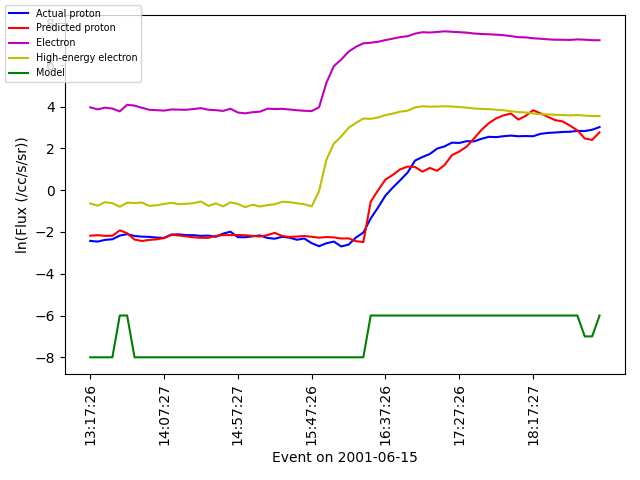 Actual proton
Predicted proton
Electron
High-energy electron
Model
ln(Flux (/cc/s/sr))
4
2
0
−2
−4
−6
−8
13:17:26
14:07:27
14:57:27
15:47:26
16:37:26
17:27:26
18:17:27
Event on 2001-06-15